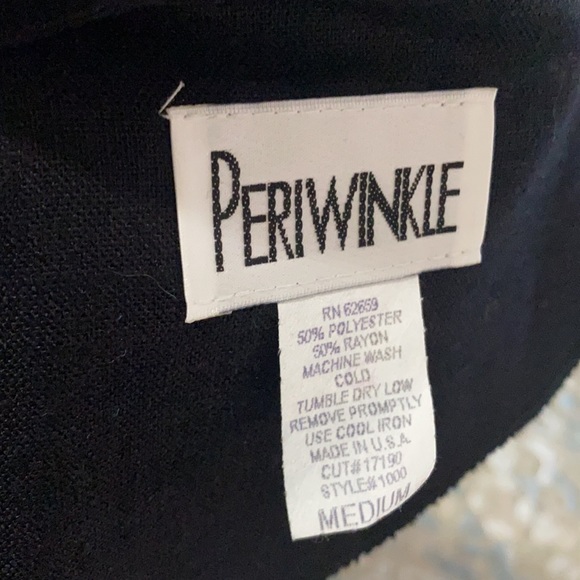 PERIWINKLE
RN 62659
50% POLYESTER
50% RAYON
MACHINE WASH
COLD
TUMBLE DRY LOW
REMOVE PROMPTLY
USE COOL IRON
MADE IN U.S.A.
CUT#17190
STYLE#1000
MEDIUM